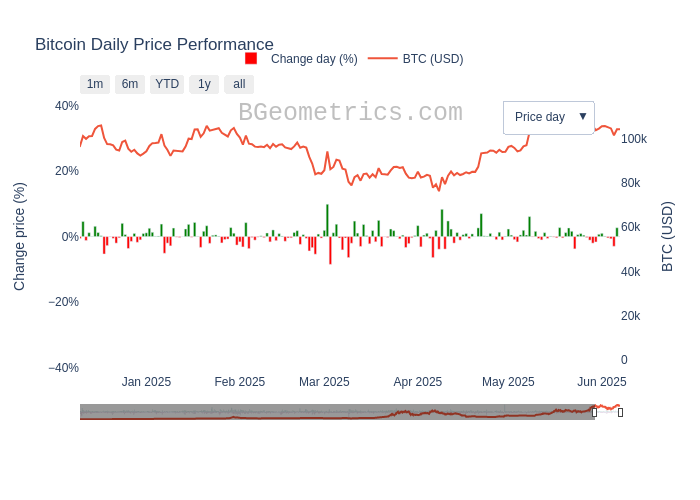 Bitcoin Daily Price Performance
Change day (%) BTC (USD)
1m 6m YTD 1y all
BGeometrics.com
Price day ▼
Change price (%)
40%
20%
0%
−20%
−40%
BTC (USD)
100k
80k
60k
40k
20k
0
Jan 2025 Feb 2025 Mar 2025 Apr 2025 May 2025 Jun 2025